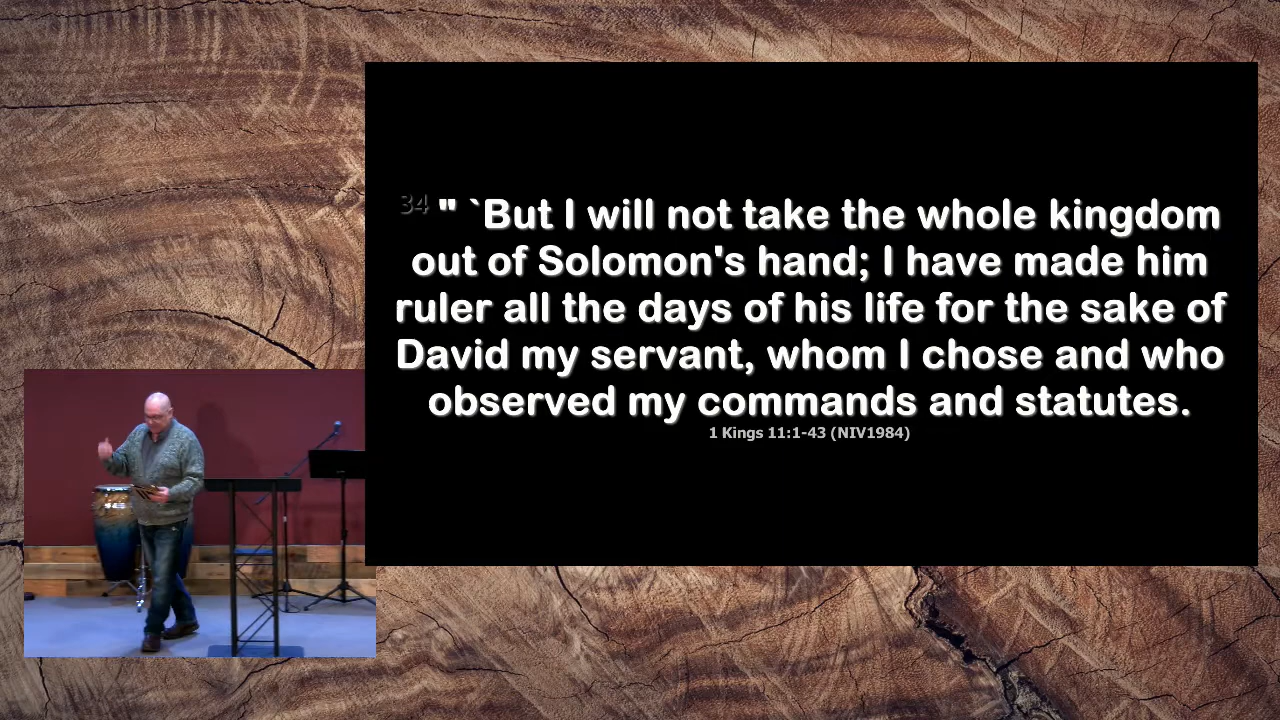 34 " `But I will not take the whole kingdom
out of Solomon's hand; I have made him
ruler all the days of his life for the sake of
David my servant, whom I chose and who
observed my commands and statutes.
1 Kings 11:1-43 (NIV1984)